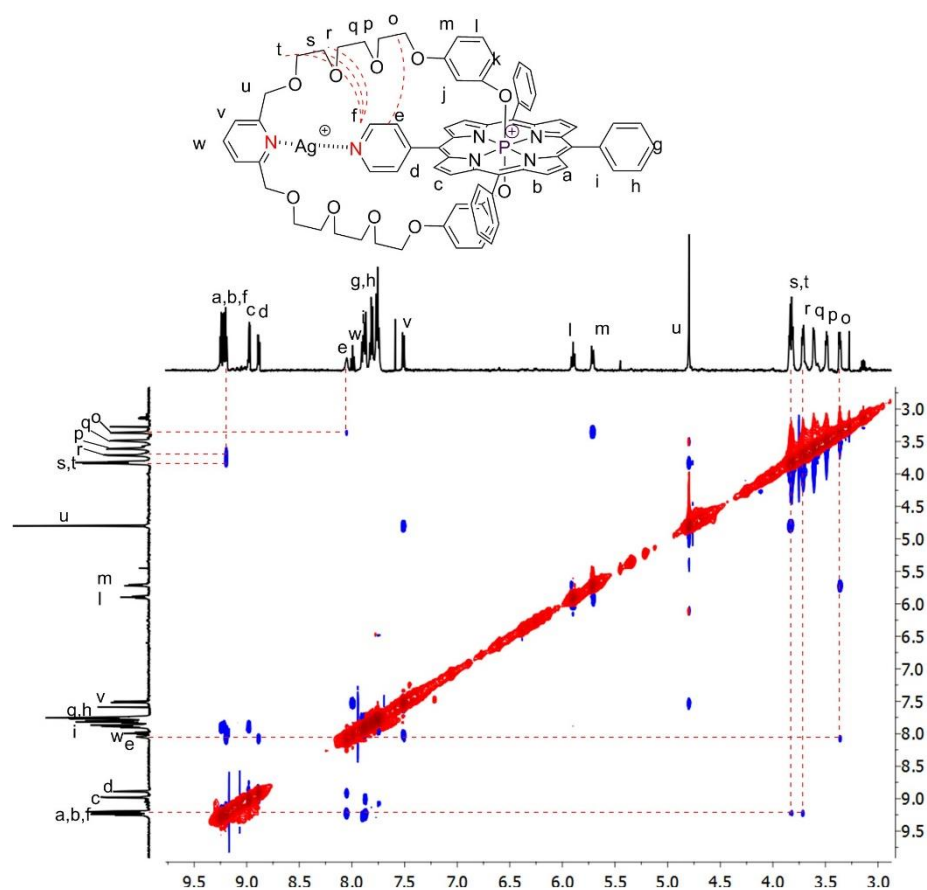 o
m
l
r
q
p
s
t
k
u
j
O
O
O
O
O
f
e
v
⊕
⊕
w
N
Ag
N
N
N
P
N
N
g
d
c
O
b
a
i
h
O
O
O
O
g,h
a,b,f
s,t
c
d
i
u
r
q
p
o
w
v
l
m
e
q
o
p
r
s,t
u
m
l
v
g,h
i
w
e
d
c
a,b,f
3.0
3.5
4.0
4.5
5.0
5.5
6.0
6.5
7.0
7.5
8.0
8.5
9.0
9.5
9.5 9.0 8.5 8.0 7.5 7.0 6.5 6.0 5.5 5.0 4.5 4.0 3.5 3.0